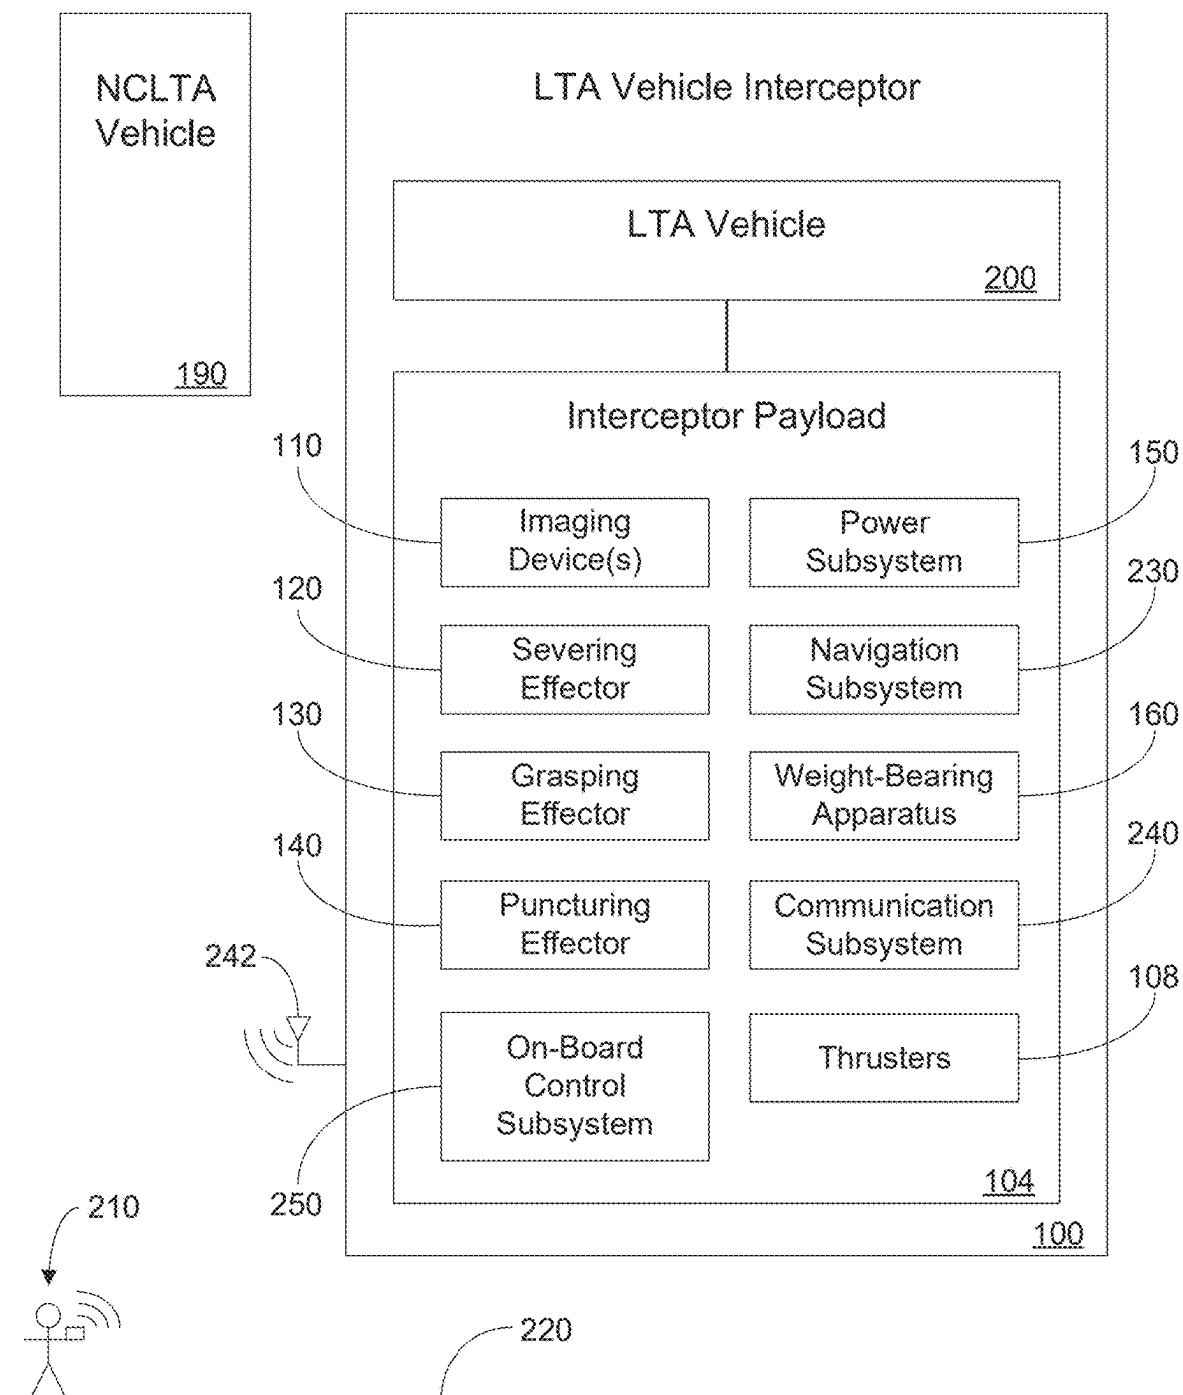 NCLTA
Vehicle
190
LTA Vehicle Interceptor
LTA Vehicle
200
Interceptor Payload
110
Imaging
Device(s)
150
Power
Subsystem
120
Severing
Effector
230
Navigation
Subsystem
130
Grasping
Effector
160
Weight-Bearing
Apparatus
140
Puncturing
Effector
240
Communication
Subsystem
242
108
On-Board
Control
Subsystem
Thrusters
250
104
100
210
220